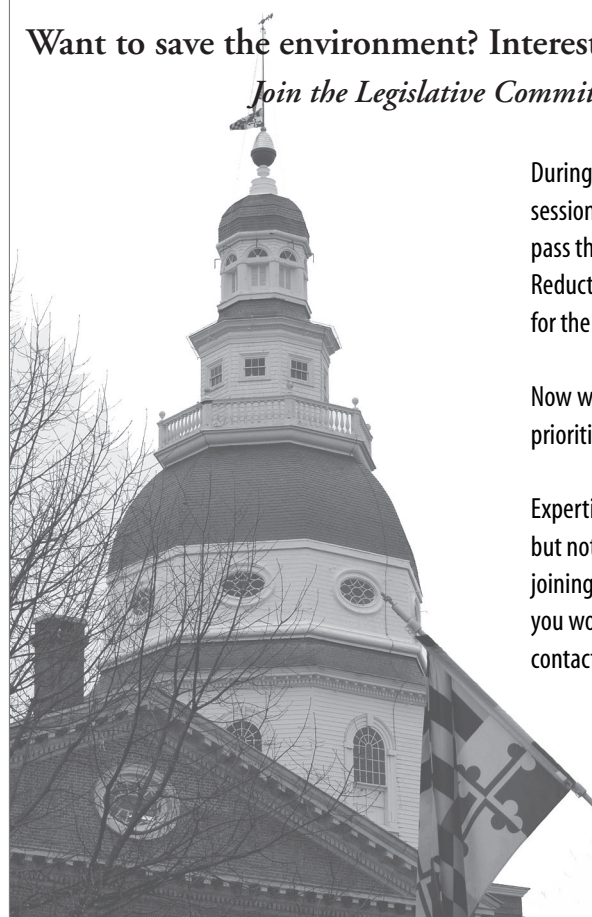 Want to save the environment? Interest
Join the Legislative Commit
During
session
pass th
Reduct
for the
Now w
prioriti
Experti
but not
joining
you wo
contact